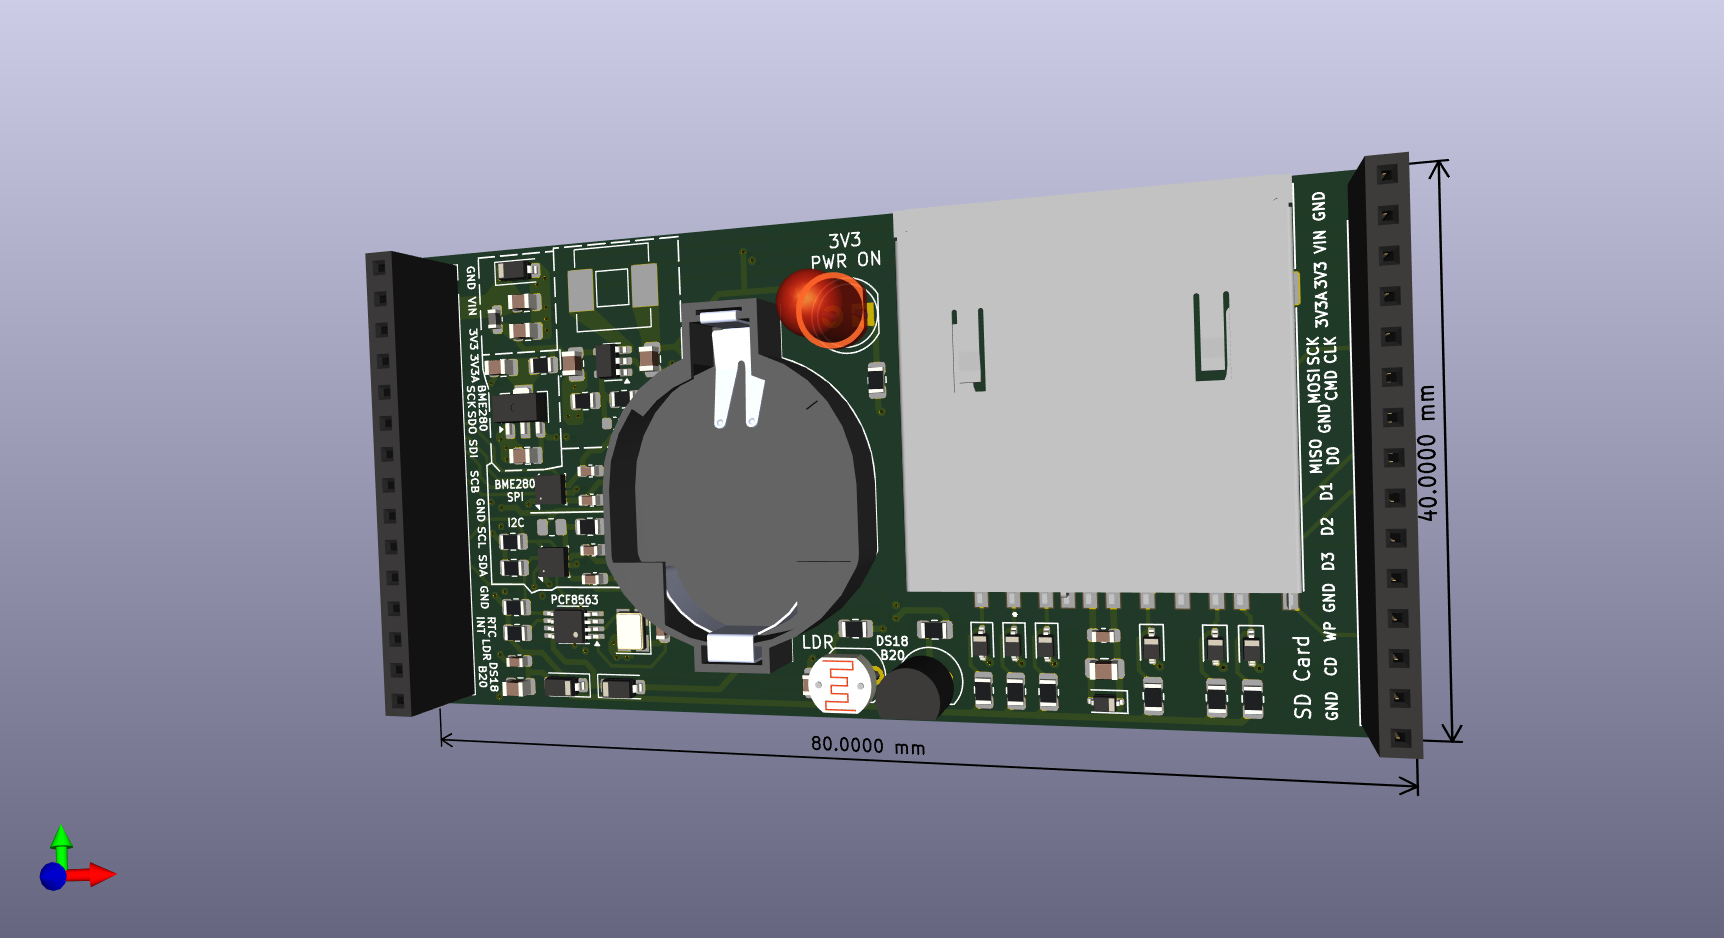 3V3
PWR ON
GND
VIN
3V3
3V3A
BME280
SCK
SDO
SDI
SCB
GND
SCL
SDA
GND
RTC
INT
LDR
DS18
B20
BME280
SPI
I2C
PCF8563
LDR
DS18
B20
GND
VIN
3V3
3V3A
SCK
CLK
MOSI
CMD
GND
MISO
D0
D1
D2
D3
GND
WP
CD
GND
SD Card
40.0000 mm
80.0000 mm